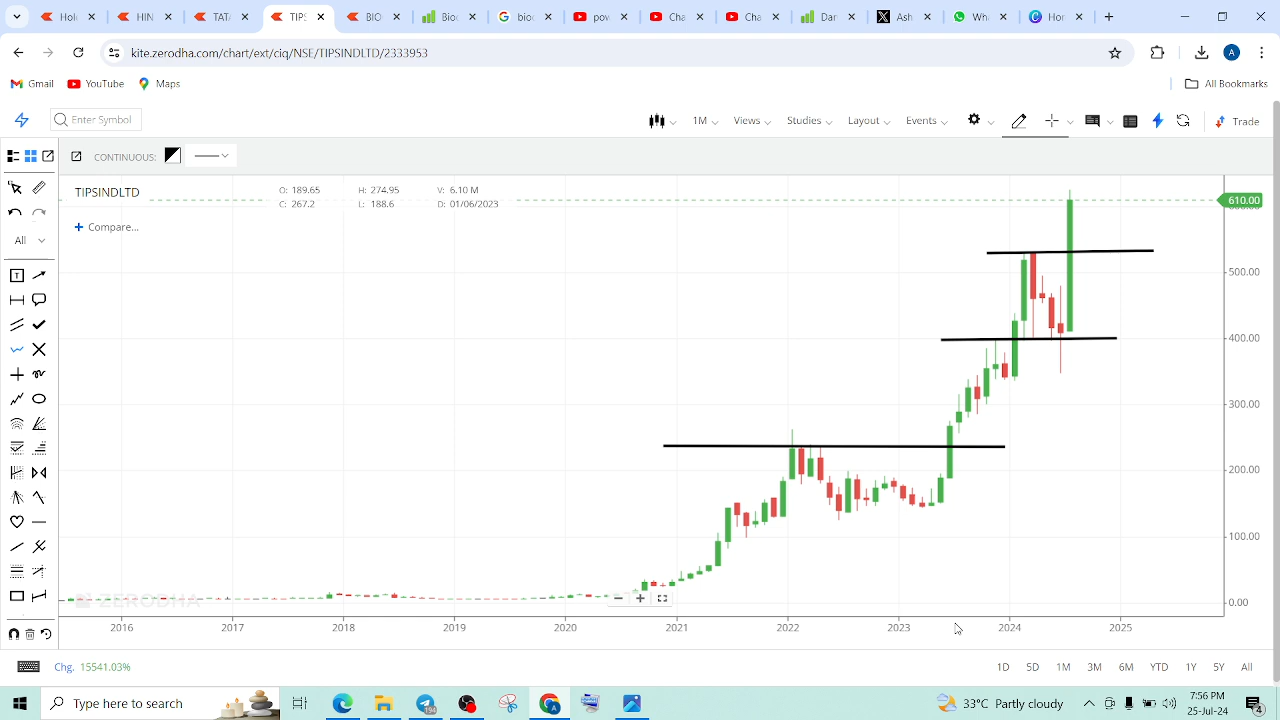 Hol HIN TAT TIPS BIO Bio bioc pov Cha Cha Dar Ash Wh Hor
kite.zerodha.com/chart/ext/ciq/NSE/TIPSINDLTD/2333953
Gmail YouTube Maps All Bookmarks
Enter Symbol 1M Views Studies Layout Events Trade
CONTINUOUS:
TIPSINDLTD O: 189.65 H: 274.95 V: 6.10 M
C: 267.2 L: 188.6 D: 01/06/2023
610.00
Compare...
All
500.00
400.00
300.00
200.00
100.00
0.00
ZERODHA
2016 2017 2018 2019 2020 2021 2022 2023 2024 2025
Chg. 15541.03% 1D 5D 1M 3M 6M YTD 1Y 5Y All
Type here to search 33°C Partly cloudy 7:56 PM
25-Jul-24